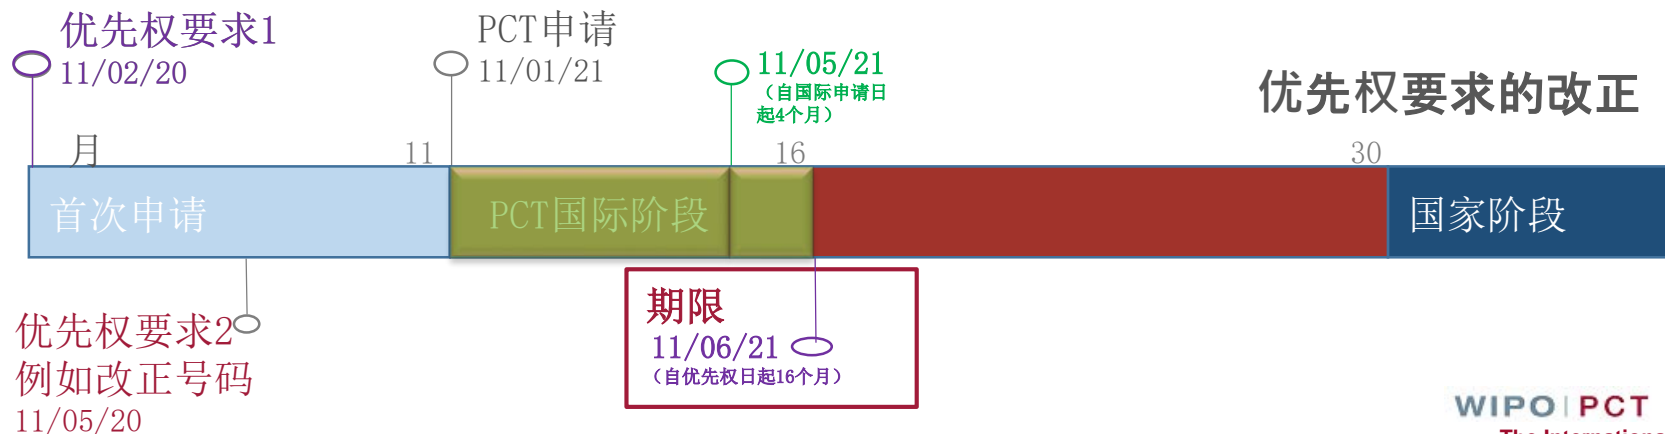 优先权要求1
11/02/20
PCT申请
11/01/21
11/05/21
（自国际申请日
起4个月）
优先权要求的改正
月
11
16
30
首次申请
PCT国际阶段
国家阶段
优先权要求2
例如改正号码
11/05/20
期限
11/06/21
（自优先权日起16个月）
WIPO|PCT